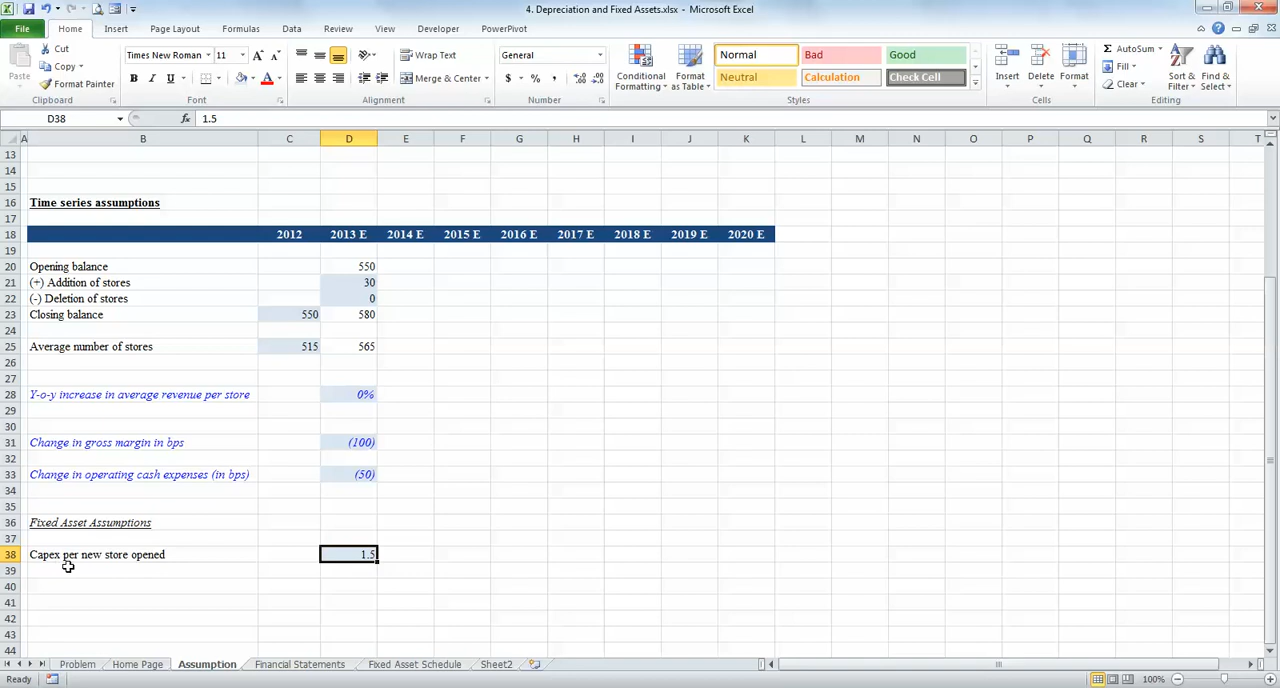 4. Depreciation and Fixed Assets.xlsx - Microsoft Excel
File Home Insert Page Layout Formulas Data Review View Developer PowerPivot
Paste Cut Copy Format Painter Clipboard
Times New Roman 11 B I U A Font
Wrap Text Merge & Center Alignment
General $ % , Number
Conditional Formatting Format as Table Normal Bad Good Neutral Calculation Check Cell Styles
Insert Delete Format Cells
AutoSum Fill Clear Sort & Filter Find & Select Editing
D38 fx 1.5
A B C D E F G H I J K L M N O P Q R S T
13
14
15
16 Time series assumptions
17
18 2012 2013 E 2014 E 2015 E 2016 E 2017 E 2018 E 2019 E 2020 E
19
20 Opening balance 550
21 (+) Addition of stores 30
22 (-) Deletion of stores 0
23 Closing balance 550 580
24
25 Average number of stores 515 565
26
27
28 Y-o-y increase in average revenue per store 0%
29
30
31 Change in gross margin in bps (100)
32
33 Change in operating cash expenses (in bps) (50)
34
35
36 Fixed Asset Assumptions
37
38 Capex per new store opened 1.5
39
40
41
42
43
44
Problem Home Page Assumption Financial Statements Fixed Asset Schedule Sheet2
Ready 100%